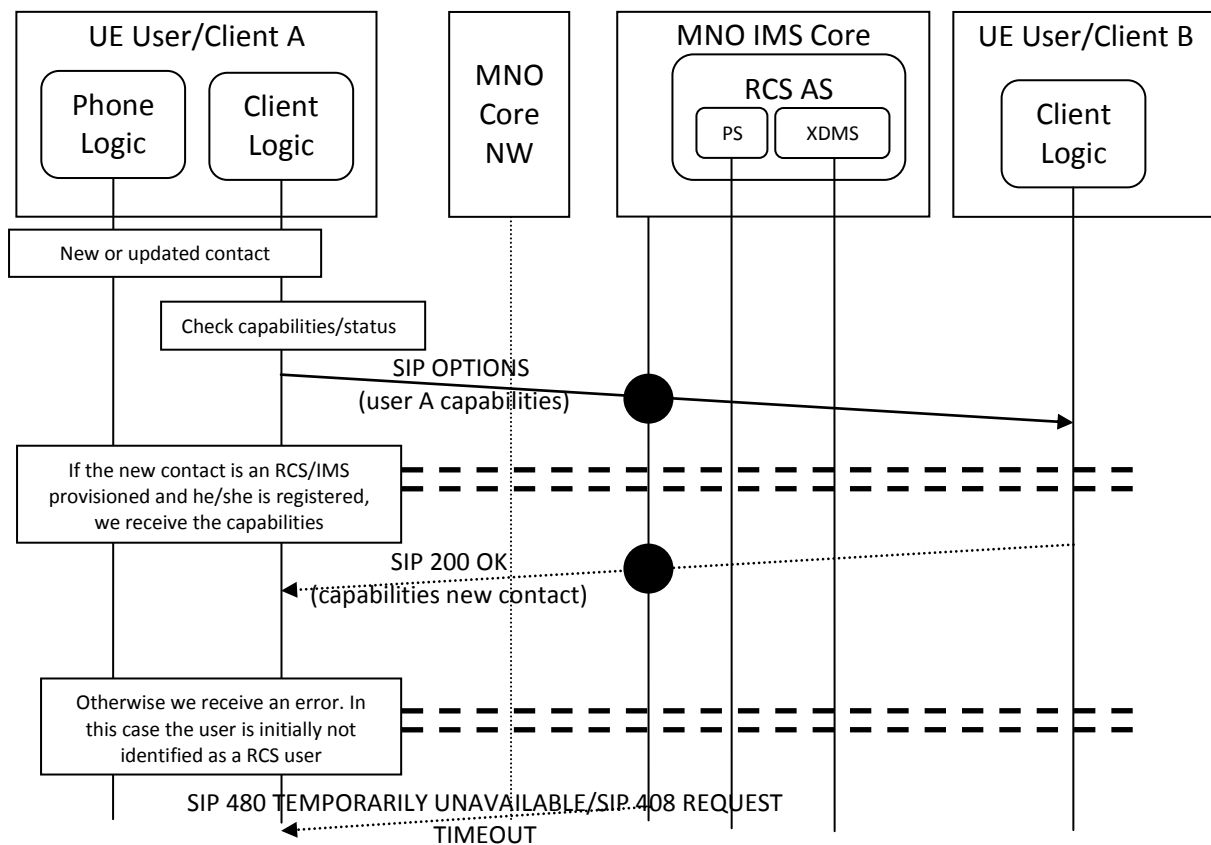 UE User/Client A
Phone
Logic
Client
Logic
MNO
Core
NW
MNO IMS Core
RCS AS
PS
XDMS
UE User/Client B
Client
Logic
New or updated contact
Check capabilities/status
SIP OPTIONS
(user A capabilities)
If the new contact is an RCS/IMS
provisioned and he/she is registered,
we receive the capabilities
SIP 200 OK
(capabilities new contact)
Otherwise we receive an error. In
this case the user is initially not
identified as a RCS user
SIP 480 TEMPORARILY UNAVAILABLE/SIP 408 REQUEST
TIMEOUT